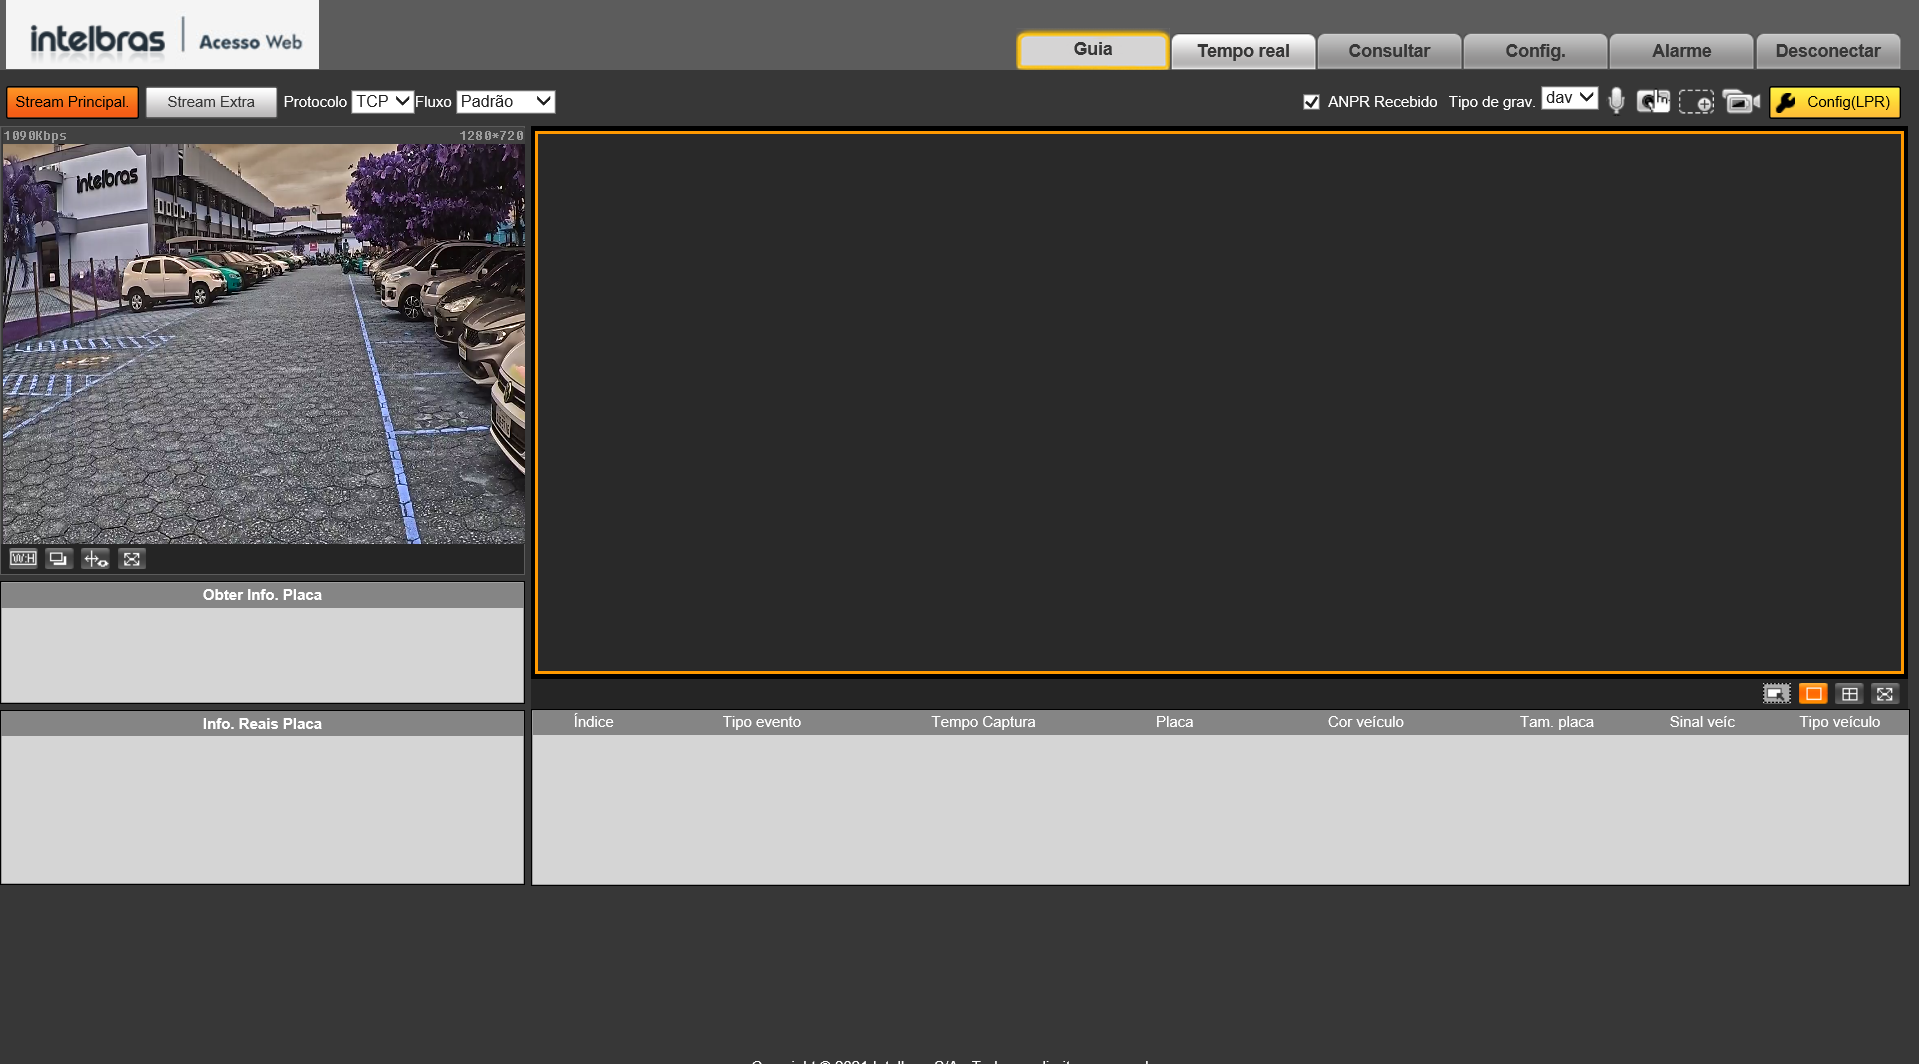 intelbras | Acesso Web
Guia
Tempo real
Consultar
Config.
Alarme
Desconectar
Stream Principal.
Stream Extra
Protocolo TCP Fluxo Padrão
ANPR Recebido Tipo de grav. dav
Config(LPR)
1090Kbps 1280*720
intelbras
W:H
Obter Info. Placa
Info. Reais Placa
Índice Tipo evento Tempo Captura Placa Cor veículo Tam. placa Sinal veíc Tipo veículo